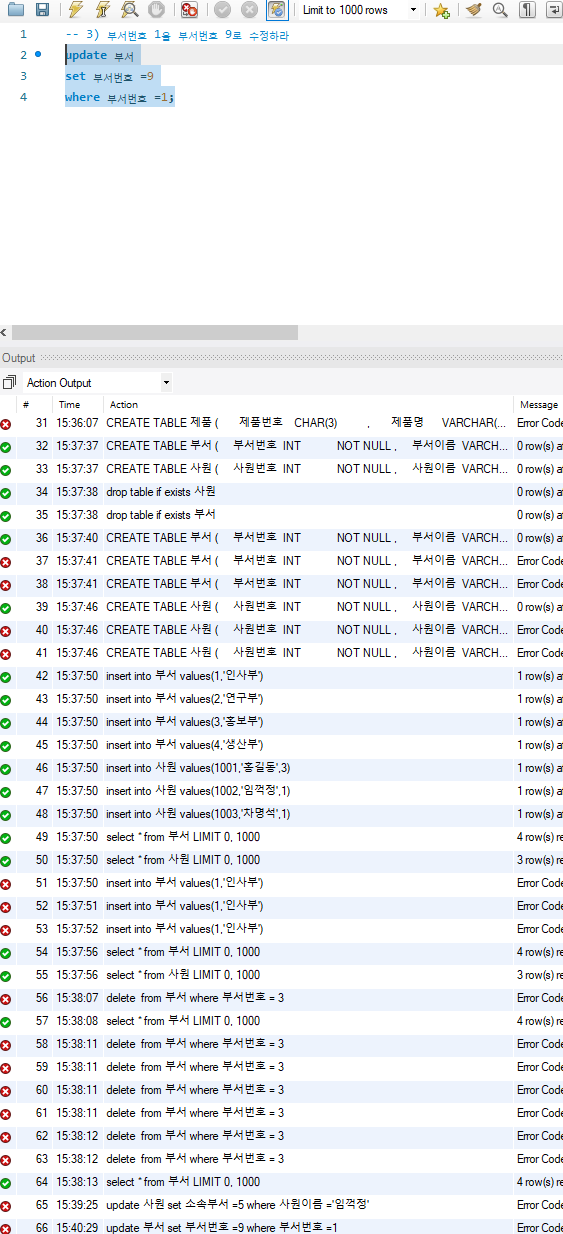 Limit to 1000 rows
1 -- 3) 부서번호 1을 부서번호 9로 수정하라
2 update 부서
3 set 부서번호 =9
4 where 부서번호 =1;
Output
Action Output
# Time Action Message
31 15:36:07 CREATE TABLE 제품 ( 제품번호 CHAR(3) , 제품명 VARCHAR(... Error Code
32 15:37:37 CREATE TABLE 부서 ( 부서번호 INT NOT NULL , 부서이름 VARCH... 0 row(s) a
33 15:37:37 CREATE TABLE 사원 ( 사원번호 INT NOT NULL , 사원이름 VARCH... 0 row(s) a
34 15:37:38 drop table if exists 사원 0 row(s) a
35 15:37:38 drop table if exists 부서 0 row(s) a
36 15:37:40 CREATE TABLE 부서 ( 부서번호 INT NOT NULL , 부서이름 VARCH... 0 row(s) a
37 15:37:41 CREATE TABLE 부서 ( 부서번호 INT NOT NULL , 부서이름 VARCH... Error Code
38 15:37:41 CREATE TABLE 부서 ( 부서번호 INT NOT NULL , 부서이름 VARCH... Error Code
39 15:37:46 CREATE TABLE 사원 ( 사원번호 INT NOT NULL , 사원이름 VARCH... 0 row(s) a
40 15:37:46 CREATE TABLE 사원 ( 사원번호 INT NOT NULL , 사원이름 VARCH... Error Code
41 15:37:46 CREATE TABLE 사원 ( 사원번호 INT NOT NULL , 사원이름 VARCH... Error Code
42 15:37:50 insert into 부서 values(1,'인사부') 1 row(s) a
43 15:37:50 insert into 부서 values(2,'연구부') 1 row(s) a
44 15:37:50 insert into 부서 values(3,'홍보부') 1 row(s) a
45 15:37:50 insert into 부서 values(4,'생산부') 1 row(s) a
46 15:37:50 insert into 사원 values(1001,'홍길동',3) 1 row(s) a
47 15:37:50 insert into 사원 values(1002,'임꺽정',1) 1 row(s) a
48 15:37:50 insert into 사원 values(1003,'차명석',1) 1 row(s) a
49 15:37:50 select * from 부서 LIMIT 0, 1000 4 row(s) re
50 15:37:50 select * from 사원 LIMIT 0, 1000 3 row(s) re
51 15:37:50 insert into 부서 values(1,'인사부') Error Code
52 15:37:51 insert into 부서 values(1,'인사부') Error Code
53 15:37:52 insert into 부서 values(1,'인사부') Error Code
54 15:37:56 select * from 부서 LIMIT 0, 1000 4 row(s) re
55 15:37:56 select * from 사원 LIMIT 0, 1000 3 row(s) re
56 15:38:07 delete from 부서 where 부서번호 = 3 Error Code
57 15:38:08 select * from 부서 LIMIT 0, 1000 4 row(s) re
58 15:38:11 delete from 부서 where 부서번호 = 3 Error Code
59 15:38:11 delete from 부서 where 부서번호 = 3 Error Code
60 15:38:11 delete from 부서 where 부서번호 = 3 Error Code
61 15:38:11 delete from 부서 where 부서번호 = 3 Error Code
62 15:38:12 delete from 부서 where 부서번호 = 3 Error Code
63 15:38:12 delete from 부서 where 부서번호 = 3 Error Code
64 15:38:13 select * from 부서 LIMIT 0, 1000 4 row(s) re
65 15:39:25 update 사원 set 소속부서 =5 where 사원이름 ='임꺽정' Error Code
66 15:40:29 update 부서 set 부서번호 =9 where 부서번호 =1 Error Code